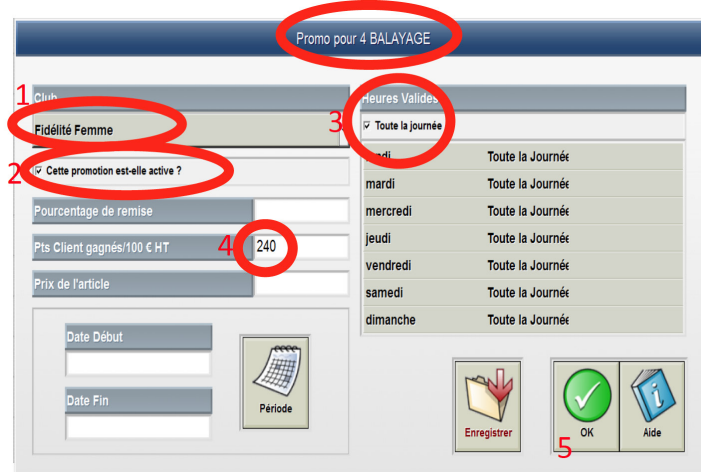 Promo pour 4 BALAYAGE
1
Club
Fidélité Femme
2
Cette promotion est-elle active ?
Pourcentage de remise
Pts Client gagnés/100 € HT
4
240
Prix de l'article
Date Début
Date Fin
Période
Heures Valides
3
Toute la journée
Toute la Journée
mardi
Toute la Journée
mercredi
Toute la Journée
jeudi
Toute la Journée
vendredi
Toute la Journée
samedi
Toute la Journée
dimanche
Toute la Journée
Enregistrer
5
OK
Aide